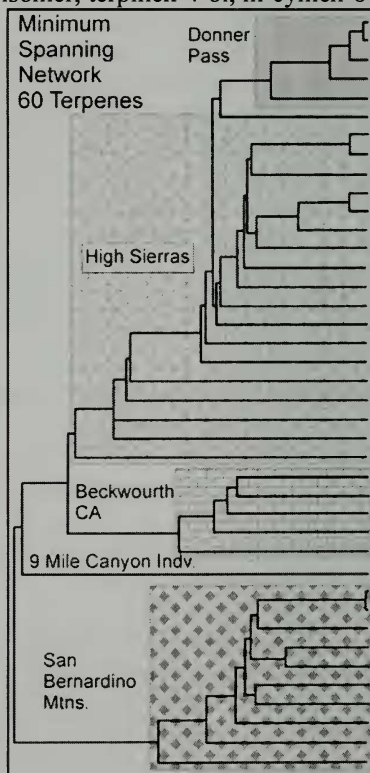 Minimum
Spanning
Network
60 Terpenes
Donner
Pass
High Sierras
Beckwourth
CA
9 Mile Canyon Indv.
San
Bernardino
Mtns.